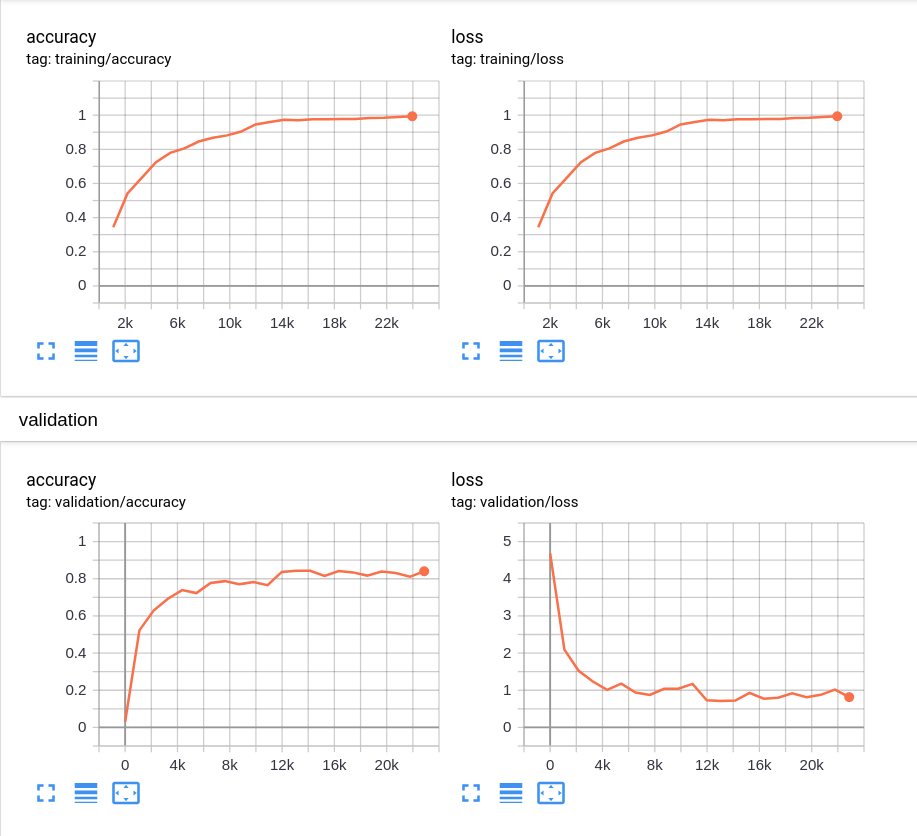 accuracy
tag: training/accuracy
1
0.8
0.6
0.4
0.2
0
2k 6k 10k 14k 18k 22k
loss
tag: training/loss
1
0.8
0.6
0.4
0.2
0
2k 6k 10k 14k 18k 22k
validation
accuracy
tag: validation/accuracy
1
0.8
0.6
0.4
0.2
0
0 4k 8k 12k 16k 20k
loss
tag: validation/loss
5
4
3
2
1
0
0 4k 8k 12k 16k 20k